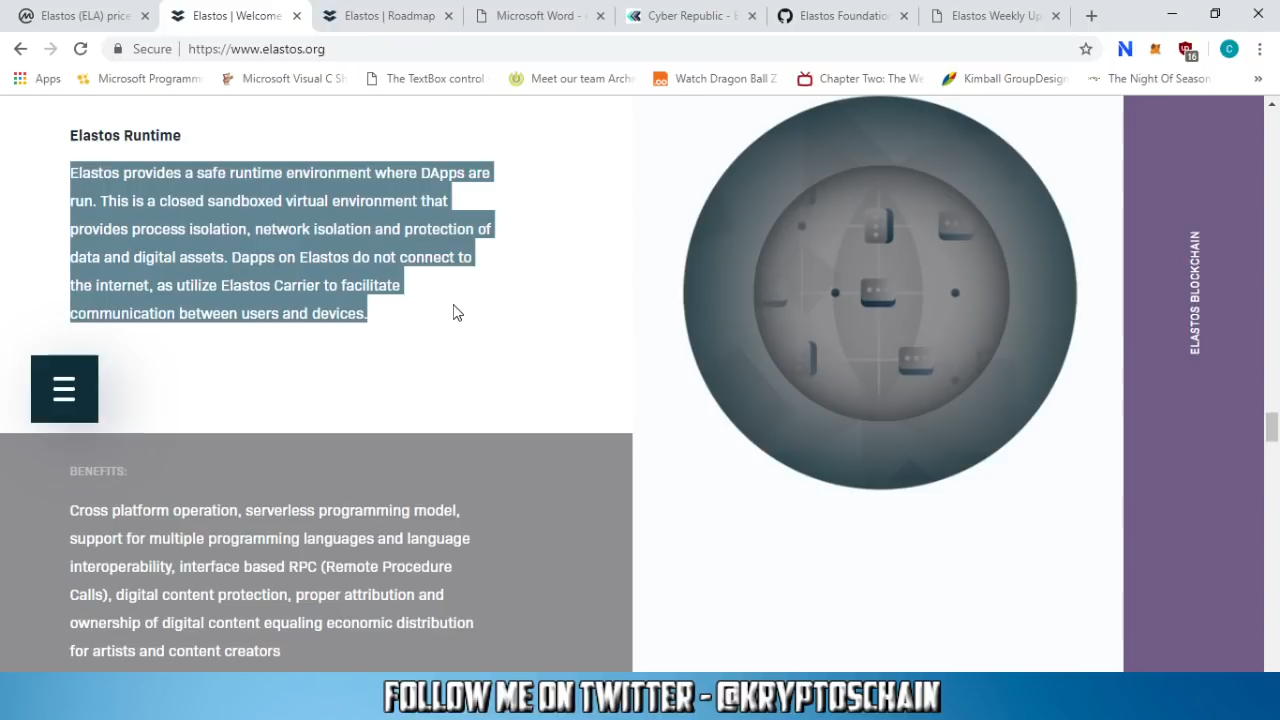 Elastos (ELA) price
Elastos | Welcome
Elastos | Roadmap
Microsoft Word -
Cyber Republic - E
Elastos Foundation
Elastos Weekly Up
Secure
https://www.elastos.org
N
16
C
Apps
Microsoft Programm
Microsoft Visual C Sh
The TextBox control
Meet our team Arch
Watch Dragon Ball Z
Chapter Two: The We
Kimball GroupDesign
The Night Of Season
»
Elastos Runtime
Elastos provides a safe runtime environment where DApps are
run. This is a closed sandboxed virtual environment that
provides process isolation, network isolation and protection of
data and digital assets. Dapps on Elastos do not connect to
the internet, as utilize Elastos Carrier to facilitate
communication between users and devices.
BENEFITS:
Cross platform operation, serverless programming model,
support for multiple programming languages and language
interoperability, interface based RPC (Remote Procedure
Calls), digital content protection, proper attribution and
ownership of digital content equaling economic distribution
for artists and content creators
ELASTOS BLOCKCHAIN
FOLLOW ME ON TWITTER - @KRYPTOSCHAIN